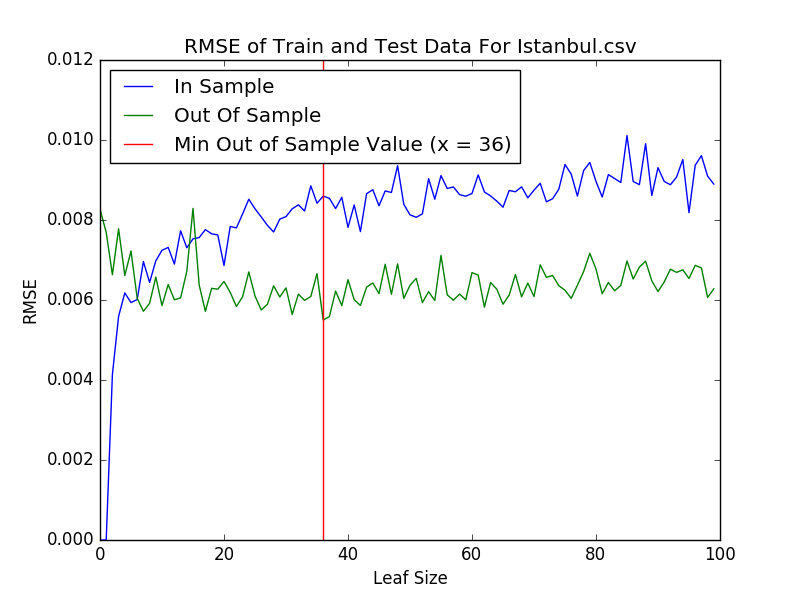 RMSE of Train and Test Data For Istanbul.csv
In Sample
Out Of Sample
Min Out of Sample Value (x = 36)
0.012
0.010
0.008
0.006
0.004
0.002
0.000
RMSE
0 20 40 60 80 100
Leaf Size